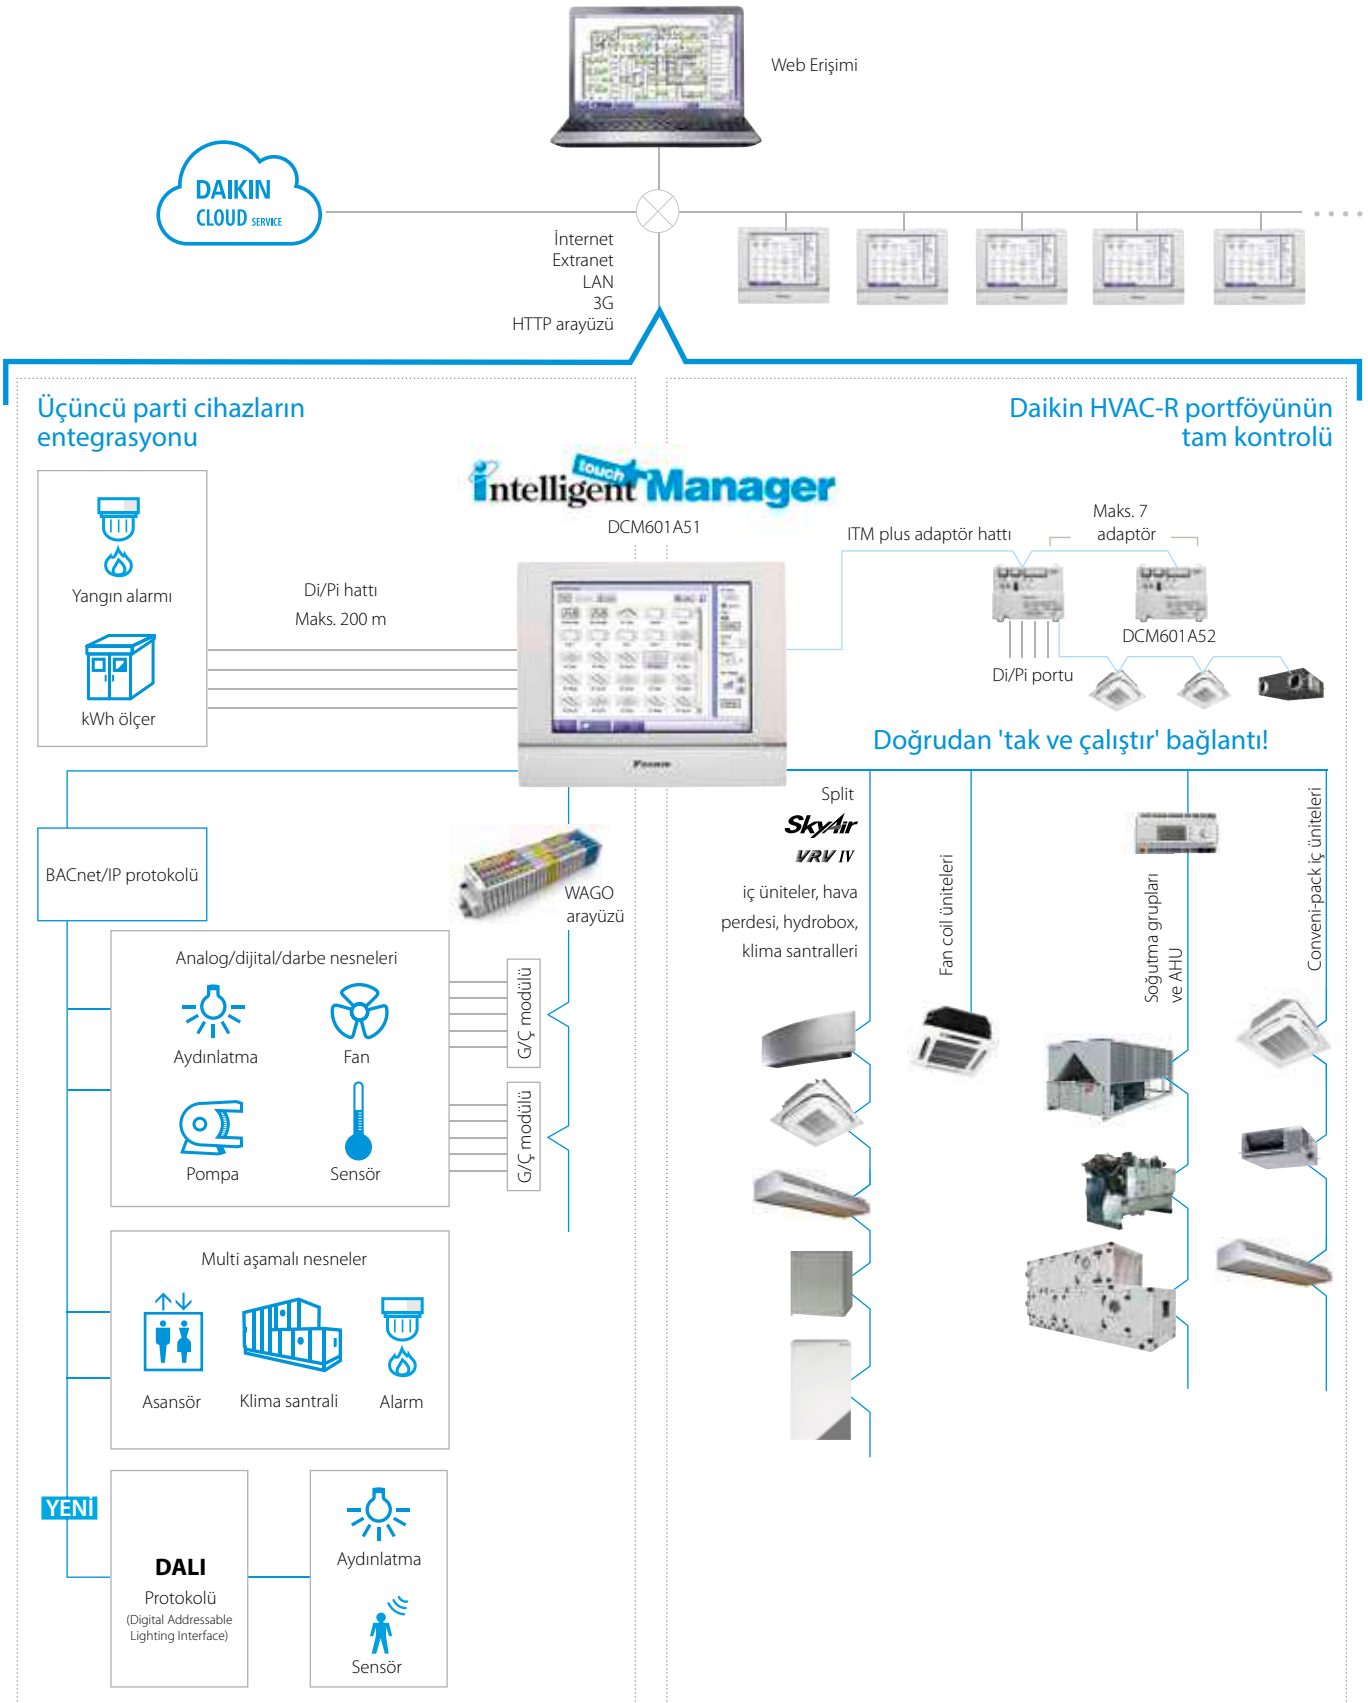 Web Erişimi
DAIKIN
CLOUD SERVICE
İnternet
Extranet
LAN
3G
HTTP arayüzü
Üçüncü parti cihazların
entegrasyonu
Daikin HVAC-R portföyünün
tam kontrolü
intelligent touch Manager
DCM601A51
Yangın alarmı
kWh ölçer
Di/Pi hattı
Maks. 200 m
ITM plus adaptör hattı
Maks. 7
adaptör
DCM601A52
Di/Pi portu
Doğrudan 'tak ve çalıştır' bağlantı!
BACnet/IP protokolü
WAGO
arayüzü
Split
SkyAir
VRV IV
iç üniteler, hava
perdesi, hydrobox,
klima santralleri
Fan coil üniteleri
Soğutma grupları
ve AHU
Conveni-pack iç üniteleri
Analog/dijital/darbe nesneleri
Aydınlatma
Fan
Pompa
Sensör
G/Ç modülü
G/Ç modülü
Multi aşamalı nesneler
Asansör
Klima santrali
Alarm
YENİ
DALI
Protokolü
(Digital Addressable
Lighting Interface)
Aydınlatma
Sensör